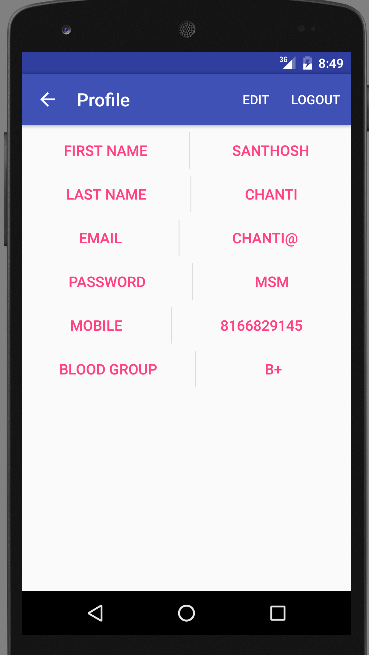 3G 8:49
Profile EDIT LOGOUT
FIRST NAME SANTHOSH
LAST NAME CHANTI
EMAIL CHANTI@
PASSWORD MSM
MOBILE 8166829145
BLOOD GROUP B+